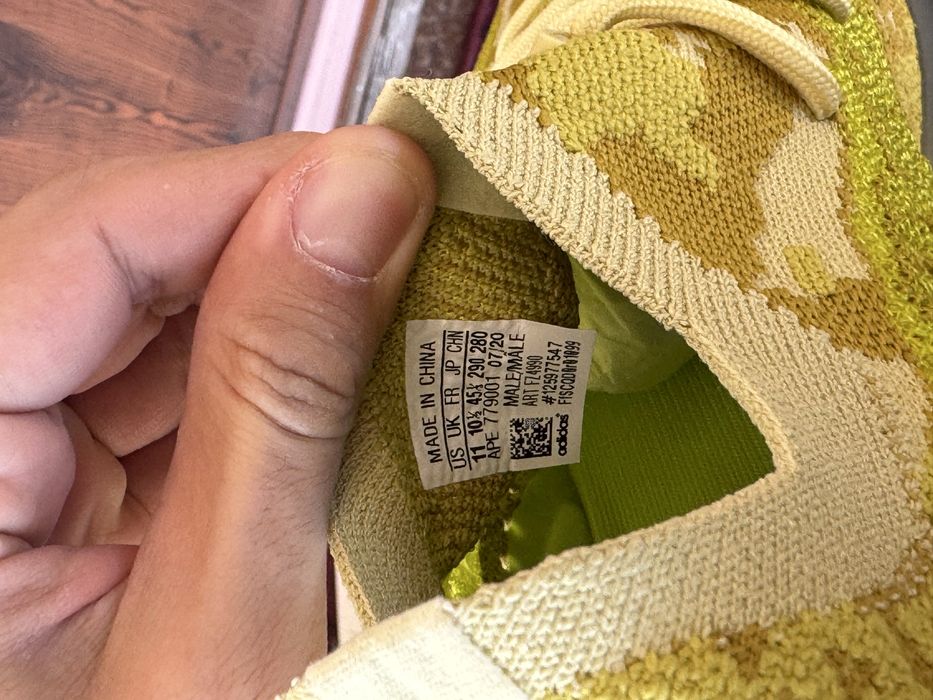 MADE IN CHINA
US UK FR JP CHN
11 10½ 45⅓ 290 280
APE 779001 07/20
MALE/MALE
ART FZ4990
#125977547
adidas